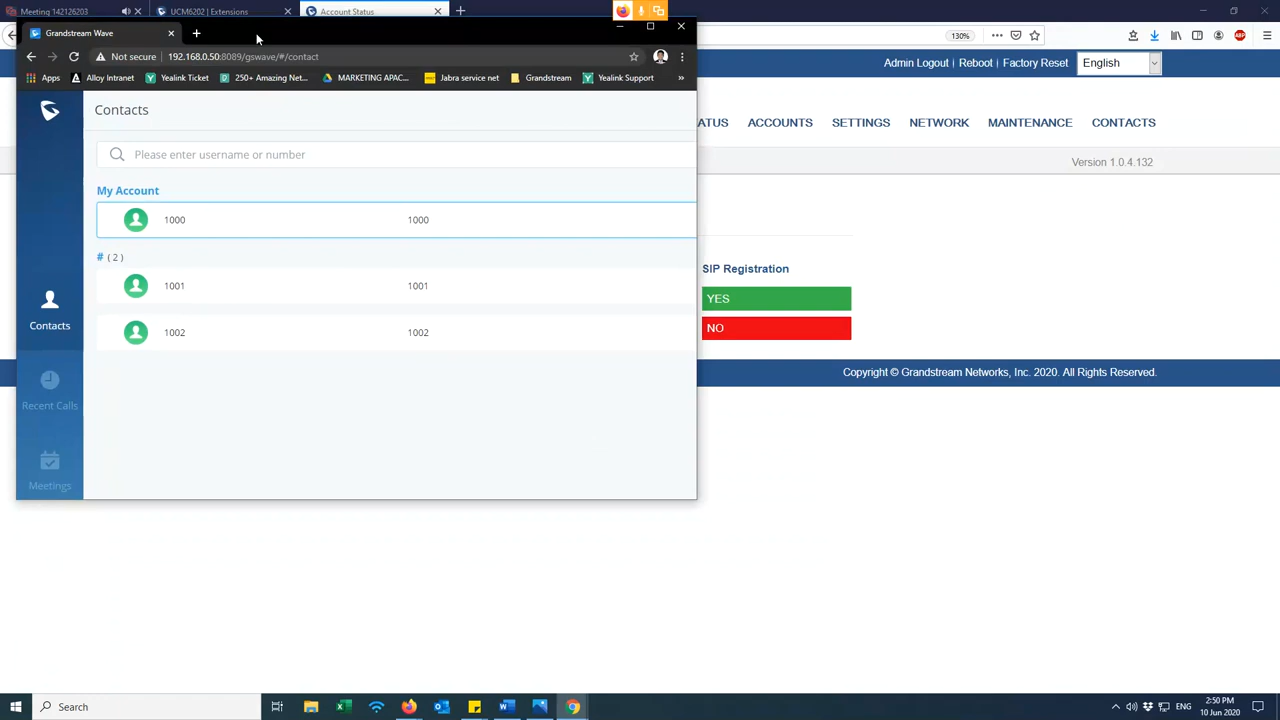 Meeting 142126203
UCM6202 | Extensions
Account Status
Grandstream Wave
130%
Not secure
192.168.0.50:8089/gswave/#/contact
Apps
Alloy Intranet
Yealink Ticket
250+ Amazing Net...
MARKETING APAC...
Jabra service net
Grandstream
Yealink Support
»
Admin Logout | Reboot | Factory Reset
English
ATUS
ACCOUNTS
SETTINGS
NETWORK
MAINTENANCE
CONTACTS
Version 1.0.4.132
Contacts
Please enter username or number
My Account
1000 1000
# ( 2 )
1001 1001
1002 1002
Contacts
Recent Calls
Meetings
SIP Registration
YES
NO
Copyright © Grandstream Networks, Inc. 2020. All Rights Reserved.
Search
ENG
2:50 PM
10 Jun 2020